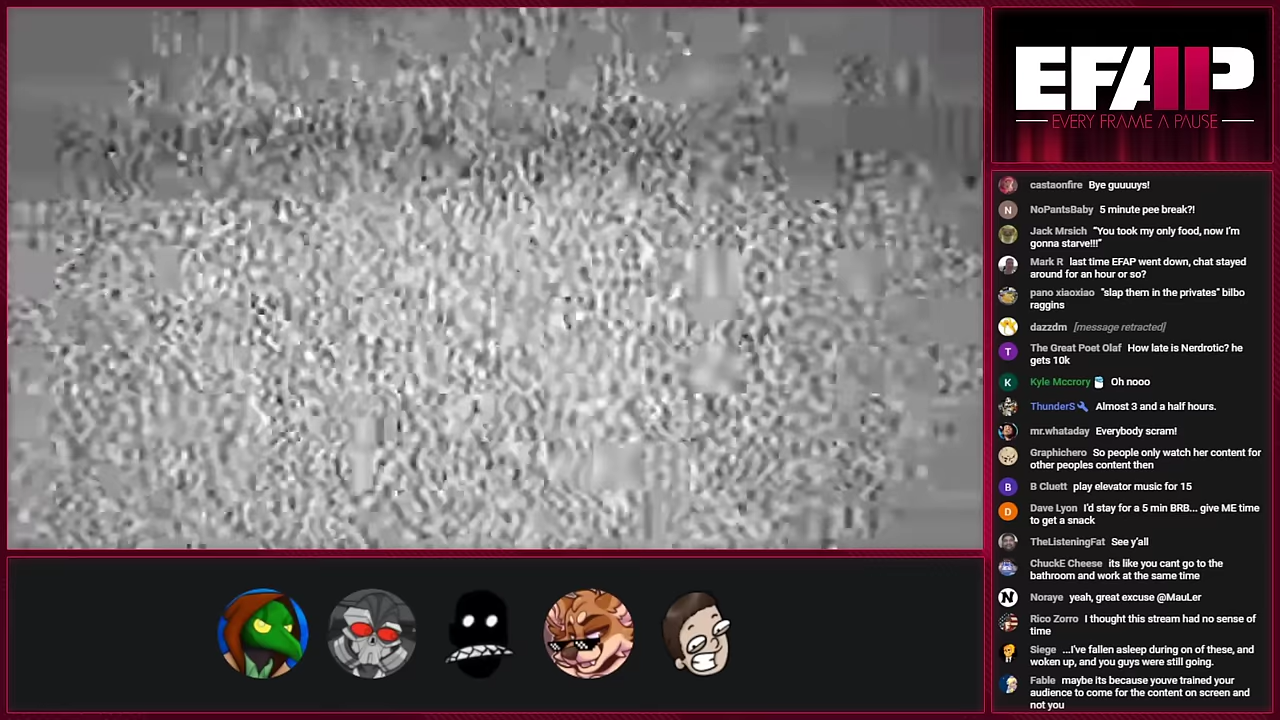 EFAP
EVERY FRAME A PAUSE
castaonfire Bye guuuuys!
NoPantsBaby 5 minute pee break?!
Jack Mrsich "You took my only food, now I'm
gonna starve!!!"
Mark R last time EFAP went down, chat stayed
around for an hour or so?
pano xiaoxiao "slap them in the privates" bilbo
raggins
dazzdm [message retracted]
The Great Poet Olaf How late is Nerdrotic? he
gets 10k
Kyle Mccrory Oh nooo
ThunderS Almost 3 and a half hours.
mr.whataday Everybody scram!
Graphichero So people only watch her content for
other peoples content then
B Cluett play elevator music for 15
Dave Lyon I'd stay for a 5 min BRB... give ME time
to get a snack
TheListeningFat See y'all
ChuckE Cheese its like you cant go to the
bathroom and work at the same time
Noraye yeah, great excuse @MauLer
Rico Zorro I thought this stream had no sense of
time
Siege ...I've fallen asleep during on of these, and
woken up, and you guys were still going.
Fable maybe its because youve trained your
audience to come for the content on screen and
not you
N
T
K
B
D
N